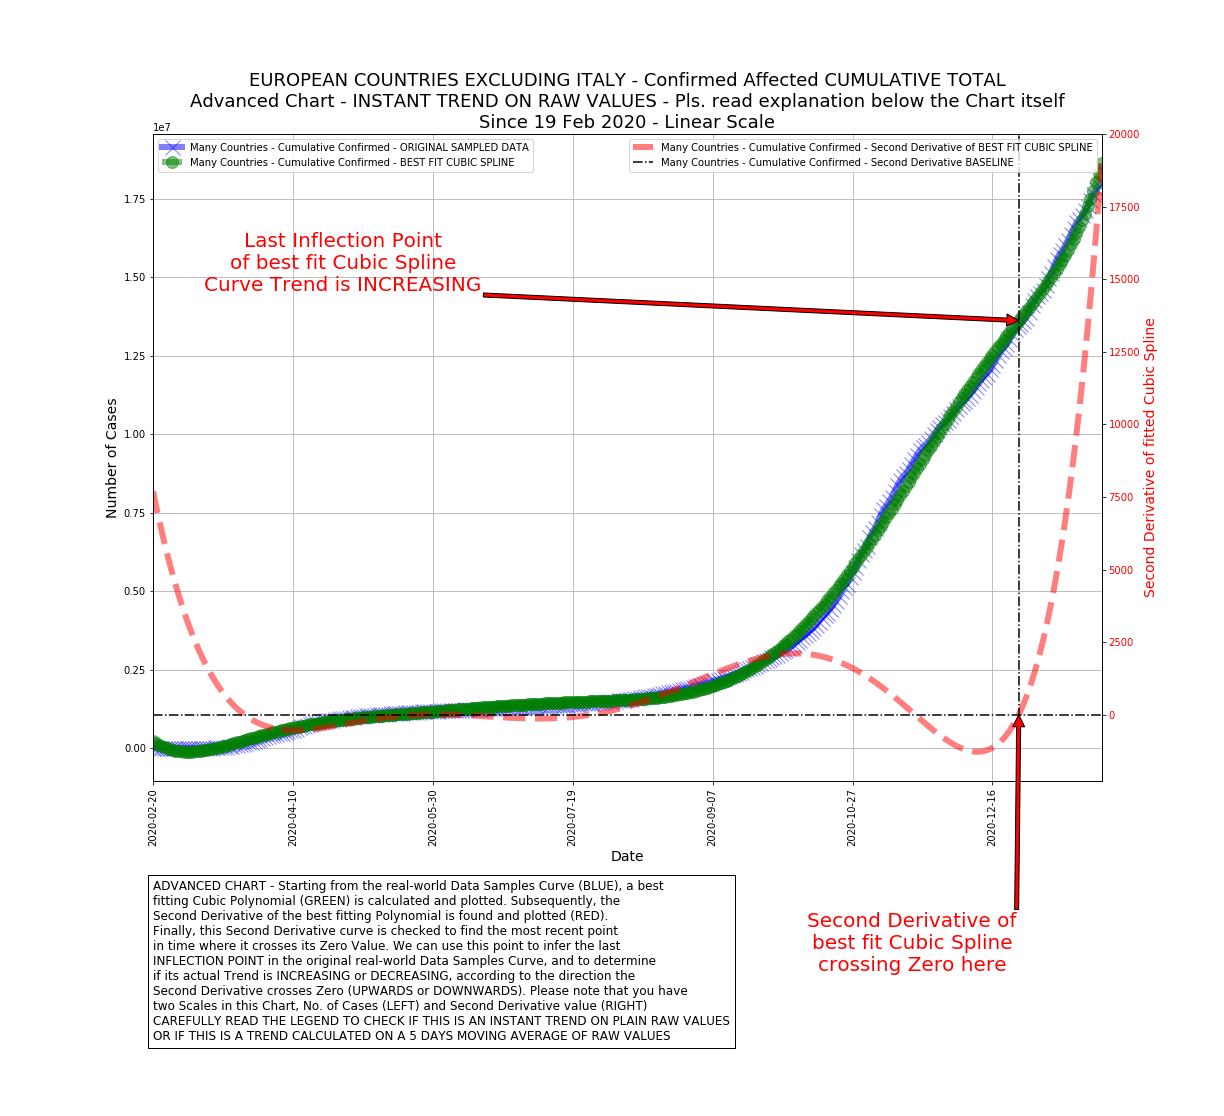 EUROPEAN COUNTRIES EXCLUDING ITALY - Confirmed Affected CUMULATIVE TOTAL
Advanced Chart - INSTANT TREND ON RAW VALUES - Pls. read explanation below the Chart itself
Since 19 Feb 2020 - Linear Scale
1e7
Many Countries - Cumulative Confirmed - ORIGINAL SAMPLED DATA
Many Countries - Cumulative Confirmed - BEST FIT CUBIC SPLINE
Many Countries - Cumulative Confirmed - Second Derivative of BEST FIT CUBIC SPLINE
Many Countries - Cumulative Confirmed - Second Derivative BASELINE
Last Inflection Point
of best fit Cubic Spline
Curve Trend is INCREASING
Number of Cases
1.75
1.50
1.25
1.00
0.75
0.50
0.25
0.00
20000
17500
15000
12500
10000
7500
5000
2500
0
Second Derivative of fitted Cubic Spline
2020-02-20
2020-04-10
2020-05-30
2020-07-19
2020-09-07
2020-10-27
2020-12-16
Date
ADVANCED CHART - Starting from the real-world Data Samples Curve (BLUE), a best
fitting Cubic Polynomial (GREEN) is calculated and plotted. Subsequently, the
Second Derivative of the best fitting Polynomial is found and plotted (RED).
Finally, this Second Derivative curve is checked to find the most recent point
in time where it crosses its Zero Value. We can use this point to infer the last
INFLECTION POINT in the original real-world Data Samples Curve, and to determine
if its actual Trend is INCREASING or DECREASING, according to the direction the
Second Derivative crosses Zero (UPWARDS or DOWNWARDS). Please note that you have
two Scales in this Chart, No. of Cases (LEFT) and Second Derivative value (RIGHT)
CAREFULLY READ THE LEGEND TO CHECK IF THIS IS AN INSTANT TREND ON PLAIN RAW VALUES
OR IF THIS IS A TREND CALCULATED ON A 5 DAYS MOVING AVERAGE OF RAW VALUES
Second Derivative of
best fit Cubic Spline
crossing Zero here